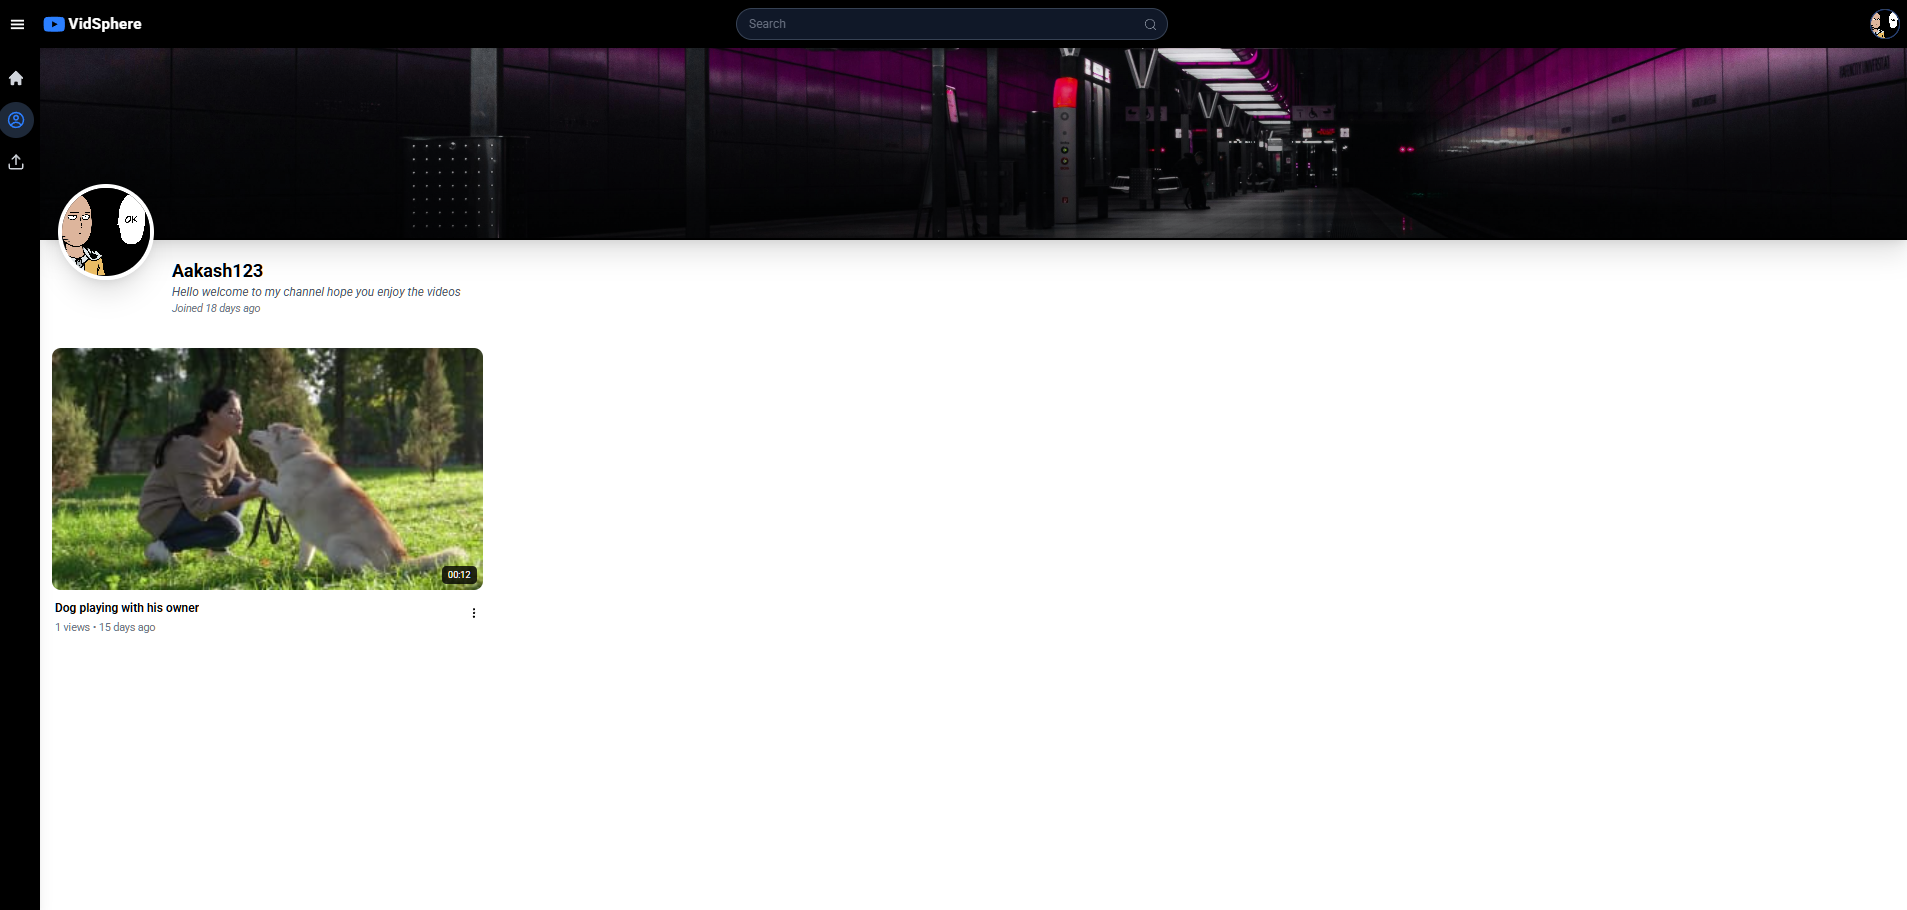 VidSphere
Search
OK
Aakash123
Hello welcome to my channel hope you enjoy the videos
Joined 18 days ago
00:12
Dog playing with his owner
1 views • 15 days ago